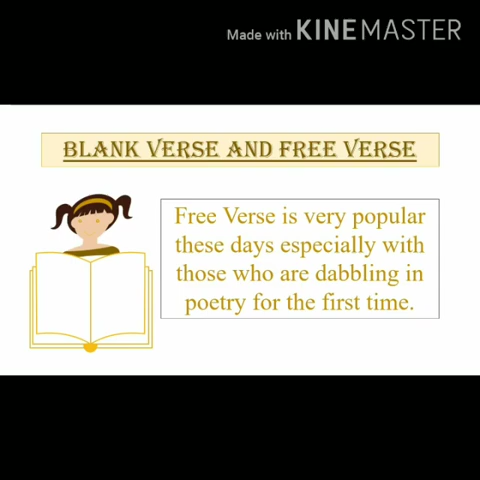 Made with KINEMASTER
BLANK VERSE AND FREE VERSE
Free Verse is very popular
these days especially with
those who are dabbling in
poetry for the first time.